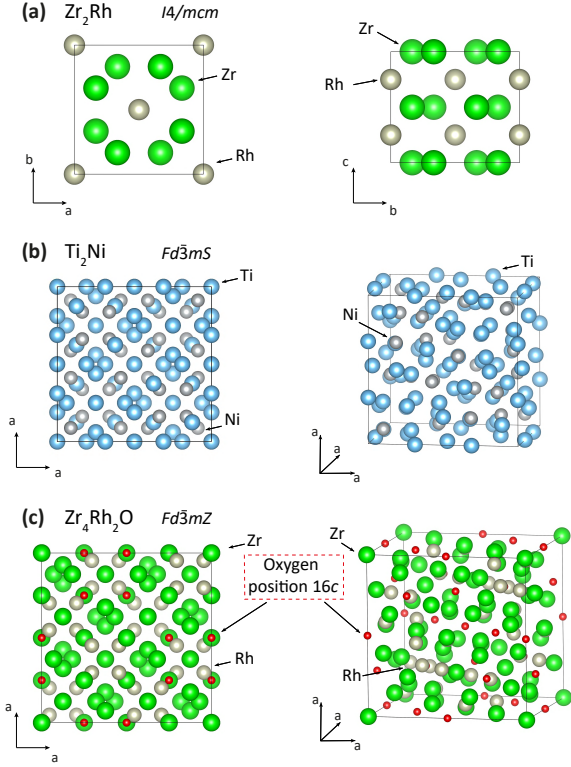 (a) Zr₂Rh I4/mcm
Zr
Rh
b
a
Zr
Rh
c
b
(b) Ti₂Ni Fd3̄mS
Ti
Ni
a
a
Ti
Ni
a
a
a
(c) Zr₄Rh₂O Fd3̄mZ
Zr
Oxygen
position 16c
Rh
a
a
Zr
Rh
a
a
a